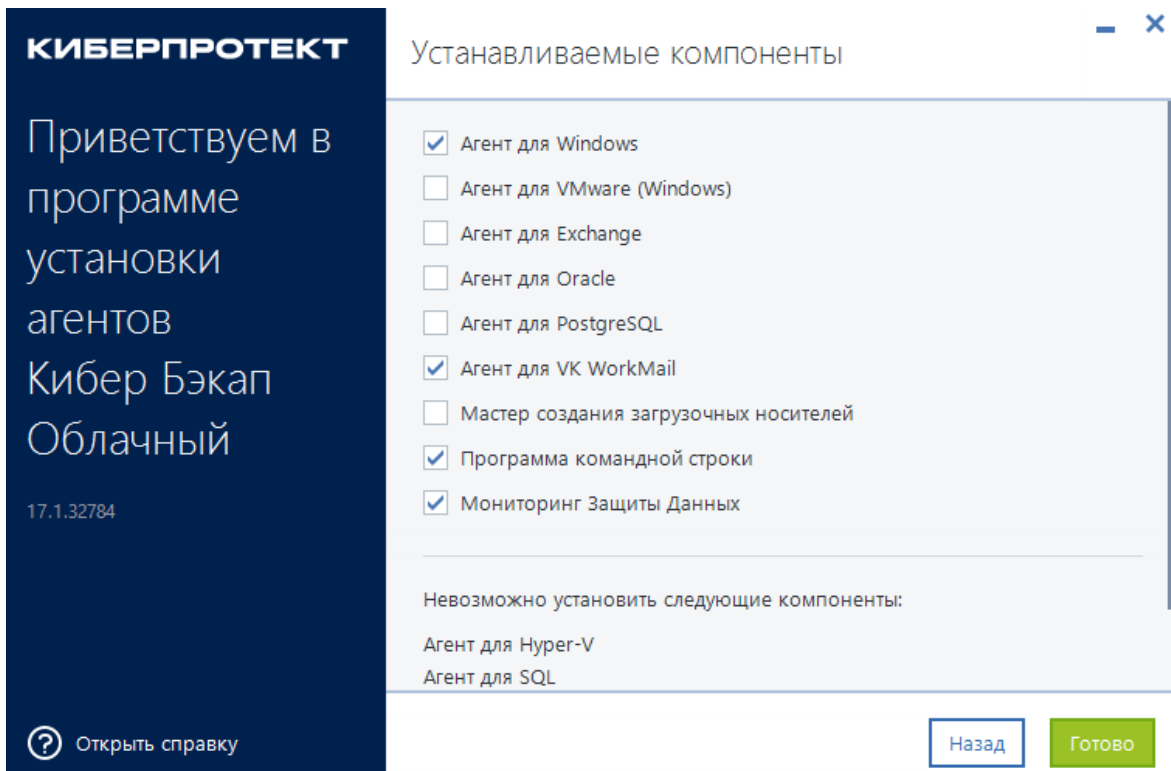 КИБЕРПРОТЕКТ
Приветствуем в
программе
установки
агентов
Кибер Бэкап
Облачный
17.1.32784
Открыть справку
Устанавливаемые компоненты
Агент для Windows
Агент для VMware (Windows)
Агент для Exchange
Агент для Oracle
Агент для PostgreSQL
Агент для VK WorkMail
Мастер создания загрузочных носителей
Программа командной строки
Мониторинг Защиты Данных
Невозможно установить следующие компоненты:
Агент для Hyper-V
Агент для SQL
Назад
Готово